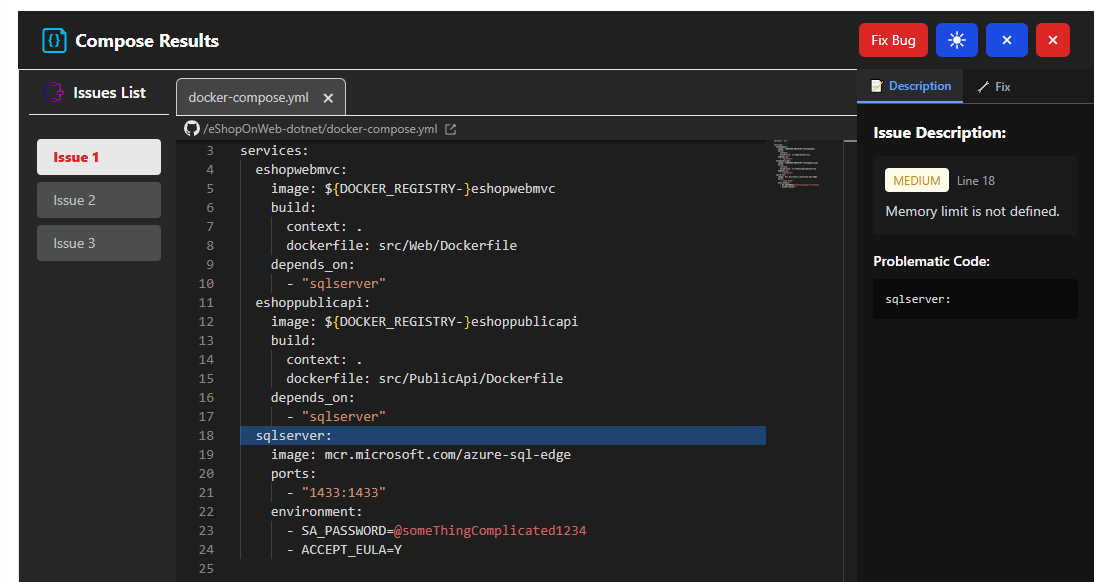 {} Compose Results
Fix Bug
Issues List
docker-compose.yml ×
Description
Fix
/eShopOnWeb-dotnet/docker-compose.yml
Issue 1
Issue 2
Issue 3
3 services:
4 eshopwebmvc:
5 image: ${DOCKER_REGISTRY-}eshopwebmvc
6 build:
7 context: .
8 dockerfile: src/Web/Dockerfile
9 depends_on:
10 - "sqlserver"
11 eshoppublicapi:
12 image: ${DOCKER_REGISTRY-}eshoppublicapi
13 build:
14 context: .
15 dockerfile: src/PublicApi/Dockerfile
16 depends_on:
17 - "sqlserver"
18 sqlserver:
19 image: mcr.microsoft.com/azure-sql-edge
20 ports:
21 - "1433:1433"
22 environment:
23 - SA_PASSWORD=@someThingComplicated1234
24 - ACCEPT_EULA=Y
25
Issue Description:
MEDIUM Line 18
Memory limit is not defined.
Problematic Code:
sqlserver: